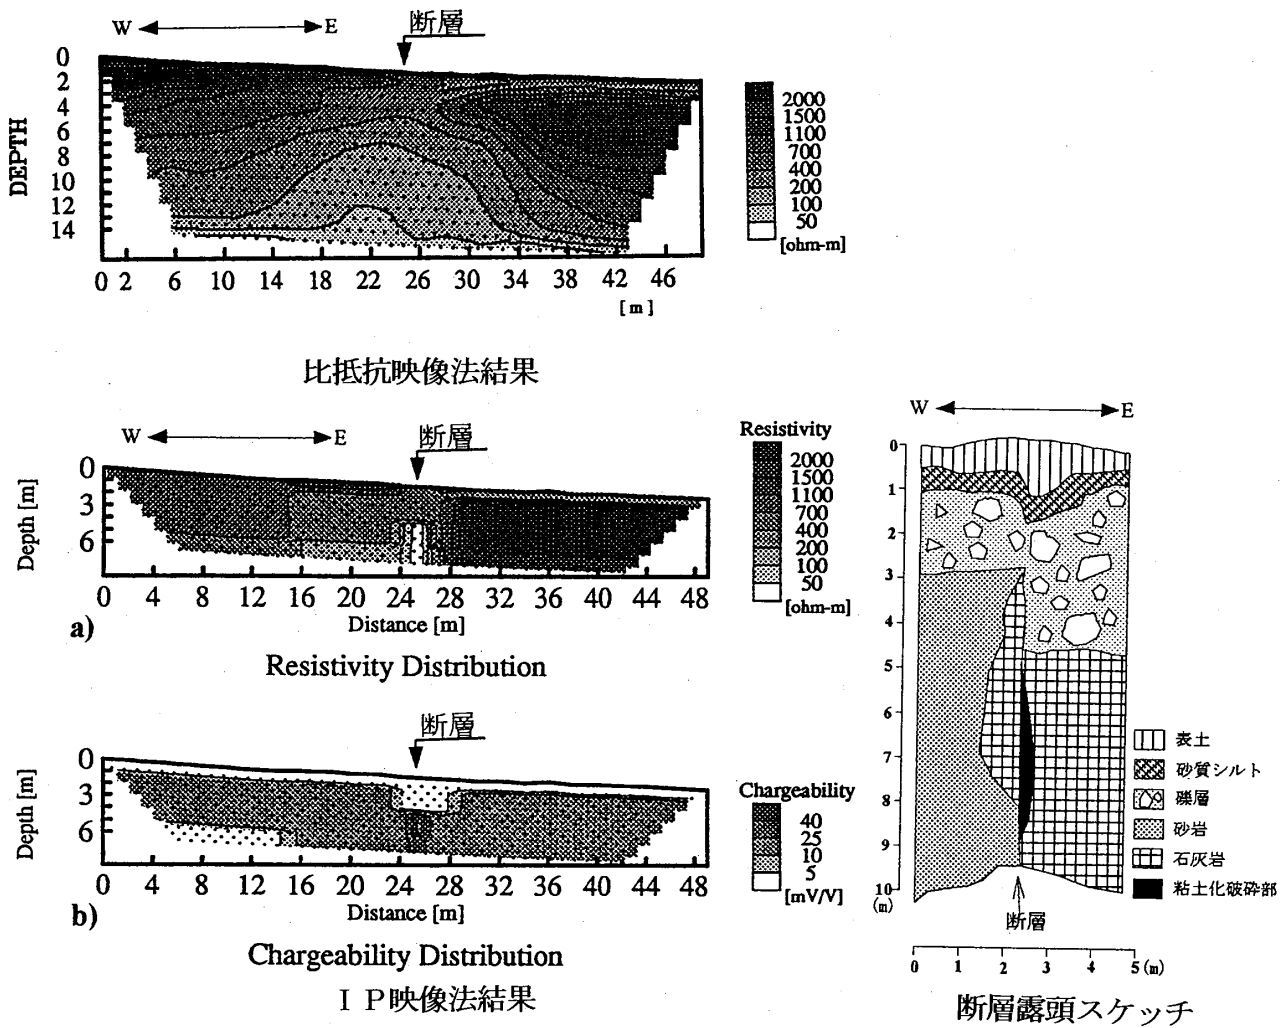 W E 断層
0
2
4
6
8
10
12
14
DEPTH
0 2 6 10 14 18 22 26 30 34 38 42 46
[m]
2000
1500
1100
700
400
200
100
50
[ohm-m]
比抵抗映像法結果
W E 断層
0
3
6
Depth [m]
0 4 8 12 16 20 24 28 32 36 40 44 48
Distance [m]
a)
Resistivity
2000
1500
1100
700
400
200
100
50
[ohm-m]
Resistivity Distribution
断層
0
3
6
Depth [m]
0 4 8 12 16 20 24 28 32 36 40 44 48
Distance [m]
b)
Chargeability
40
25
10
5
[mV/V]
Chargeability Distribution
ＩＰ映像法結果
W E
0
1
2
3
4
5
6
7
8
9
10
(m)
断層
表土
砂質シルト
礫層
砂岩
石灰岩
粘土化破砕部
0 1 2 3 4 5(m)
断層露頭スケッチ